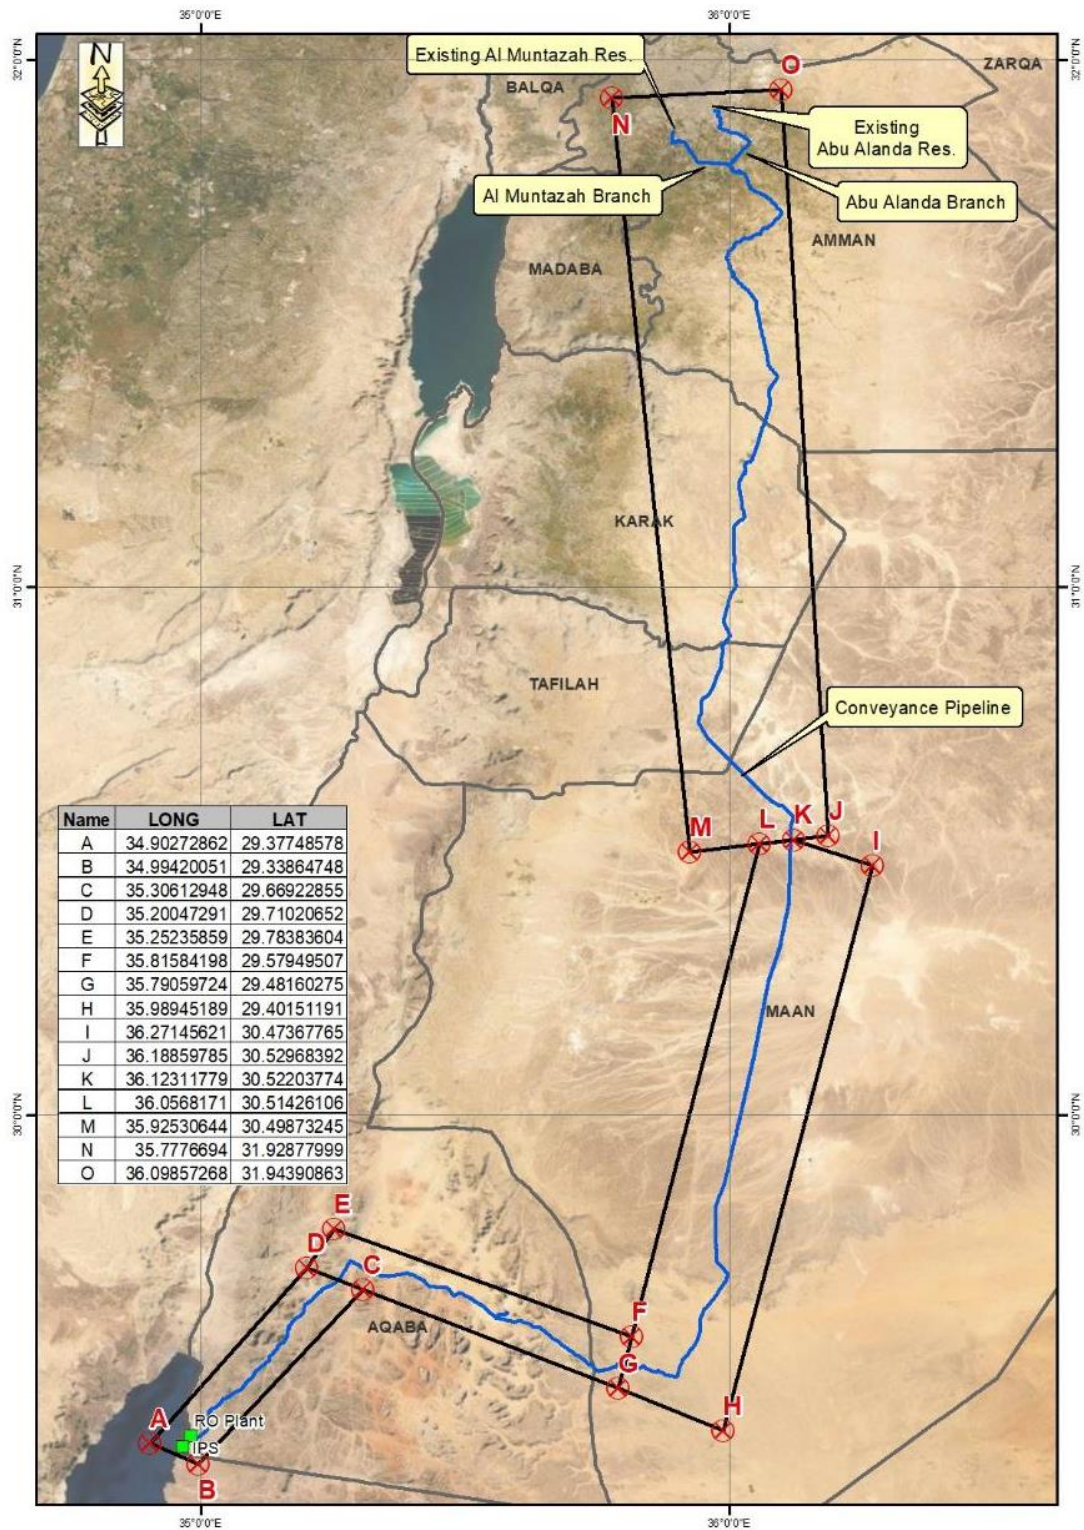 35°0'0"E 36°0'0"E
N
32°0'0"N
32°0'0"N
Existing Al Muntazah Res.
BALQA
ZARQA
O
N
Existing
Abu Alanda Res.
Al Muntazah Branch
Abu Alanda Branch
AMMAN
MADABA
KARAK
31°0'0"N
31°0'0"N
TAFILAH
Conveyance Pipeline
M
L
K
J
I
Name LONG LAT
A 34.90272862 29.37748578
B 34.99420051 29.33864748
C 35.30612948 29.66922855
D 35.20047291 29.71020652
E 35.25235859 29.78383604
F 35.81584198 29.57949507
G 35.79059724 29.48160275
H 35.98945189 29.40151191
I 36.27145621 30.47367765
J 36.18859785 30.52968392
K 36.12311779 30.52203774
L 36.0568171 30.51426106
M 35.92530644 30.49873245
N 35.7776694 31.92877999
O 36.09857268 31.94390863
MAAN
30°0'0"N
30°0'0"N
E
D
C
AQABA
F
G
H
A
RO Plant
IPS
B
35°0'0"E 36°0'0"E